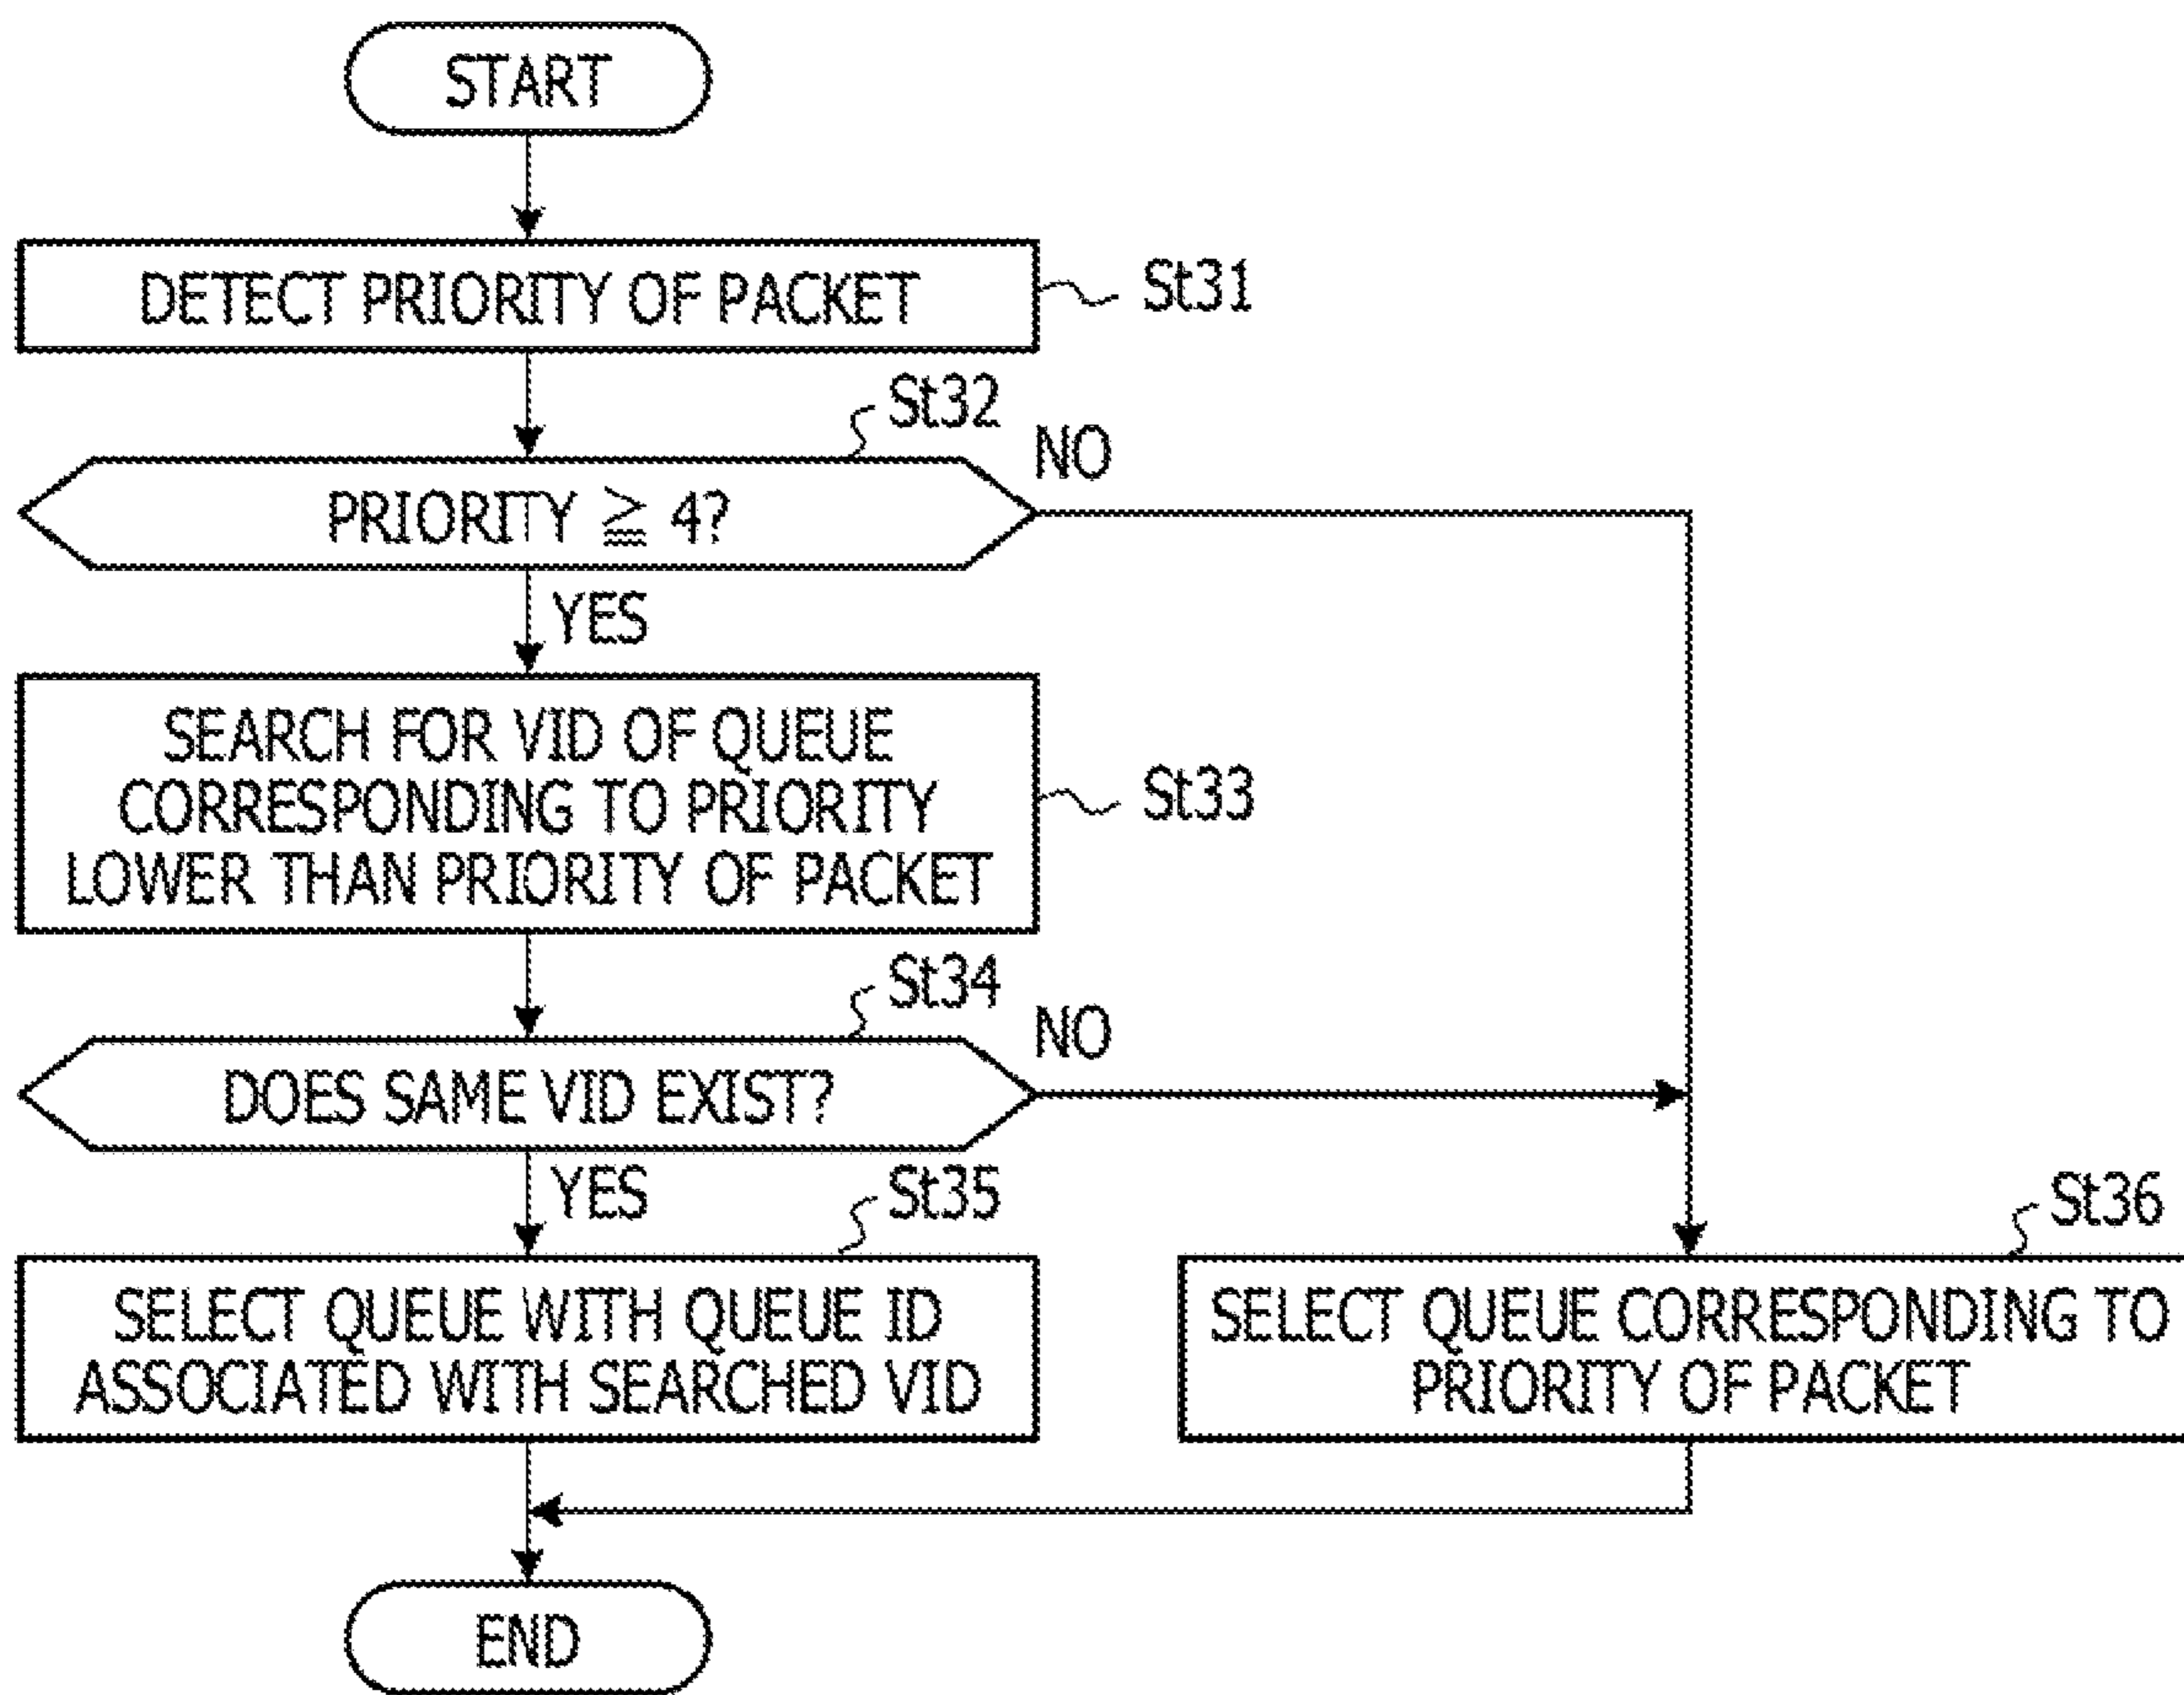 START
DETECT PRIORITY OF PACKET
St31
St32
PRIORITY ≧ 4?
NO
YES
SEARCH FOR VID OF QUEUE
CORRESPONDING TO PRIORITY
LOWER THAN PRIORITY OF PACKET
St33
St34
DOES SAME VID EXIST?
NO
YES
St35
SELECT QUEUE WITH QUEUE ID
ASSOCIATED WITH SEARCHED VID
St36
SELECT QUEUE CORRESPONDING TO
PRIORITY OF PACKET
END